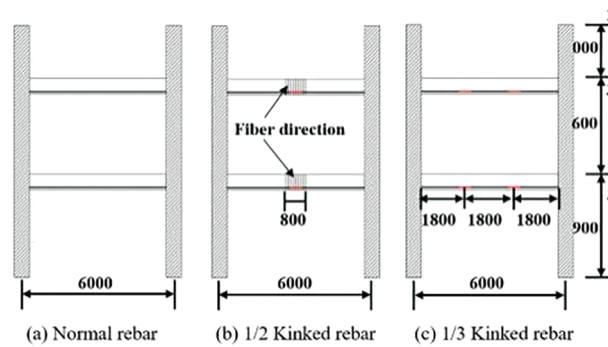 000
Fiber direction
600
800
1800 1800 1800
900
6000
6000
6000
(a) Normal rebar
(b) 1/2 Kinked rebar
(c) 1/3 Kinked rebar